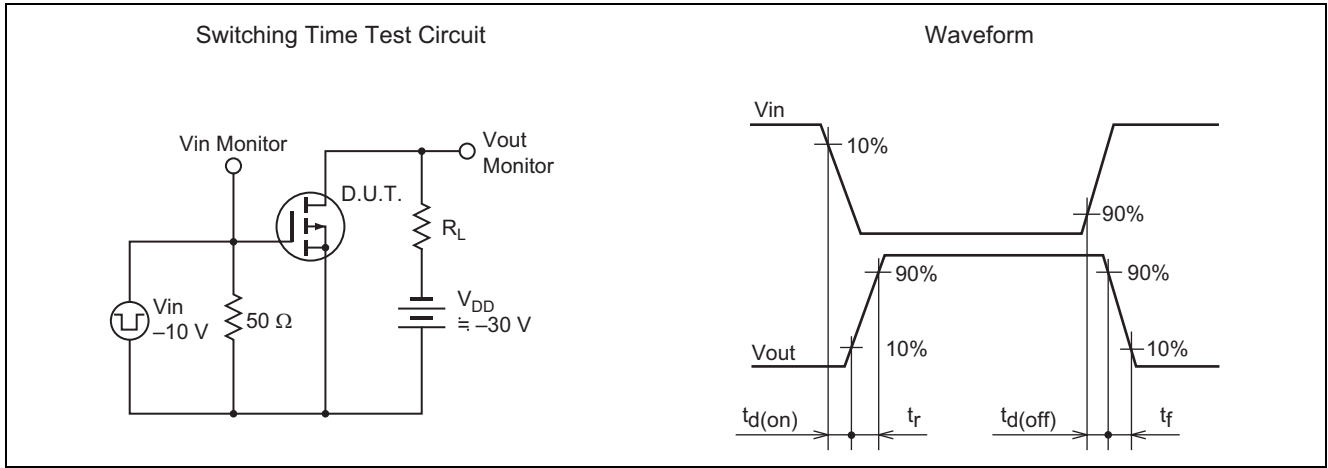 Switching Time Test Circuit
Vin Monitor
Vout
Monitor
D.U.T.
RL
Vin
–10 V
50 Ω
VDD
≒ –30 V
Waveform
Vin
10%
90%
90%
90%
Vout
10%
10%
td(on)
tr
td(off)
tf